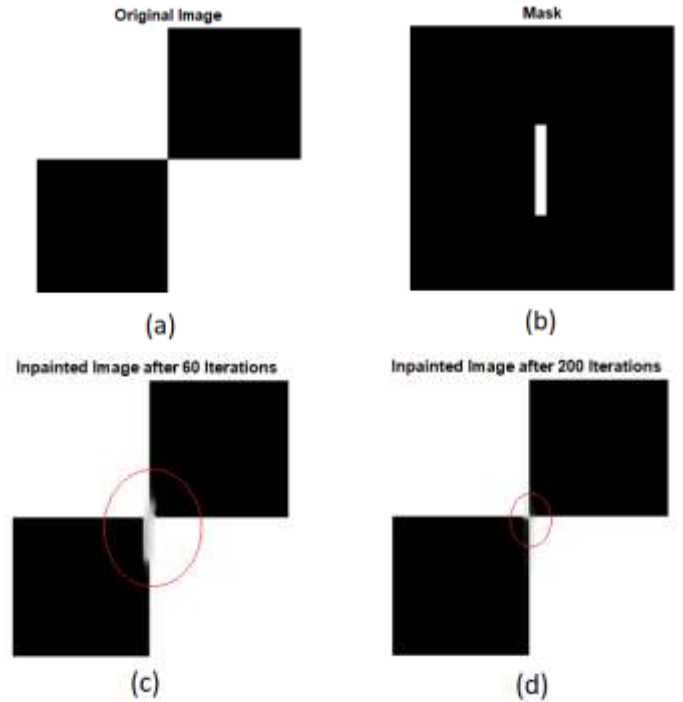 Original Image
Mask
(a)
(b)
Inpainted Image after 60 Iterations
Inpainted Image after 200 Iterations
(c)
(d)